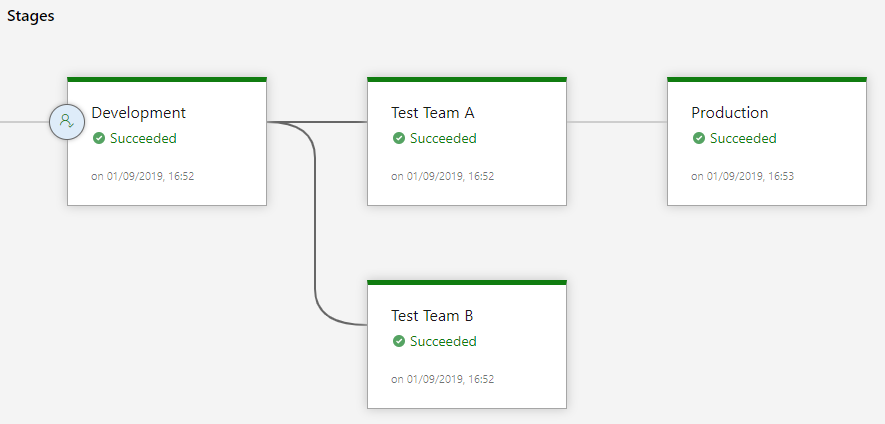 Stages
Development
Succeeded
on 01/09/2019, 16:52
Test Team A
Succeeded
on 01/09/2019, 16:52
Production
Succeeded
on 01/09/2019, 16:53
Test Team B
Succeeded
on 01/09/2019, 16:52